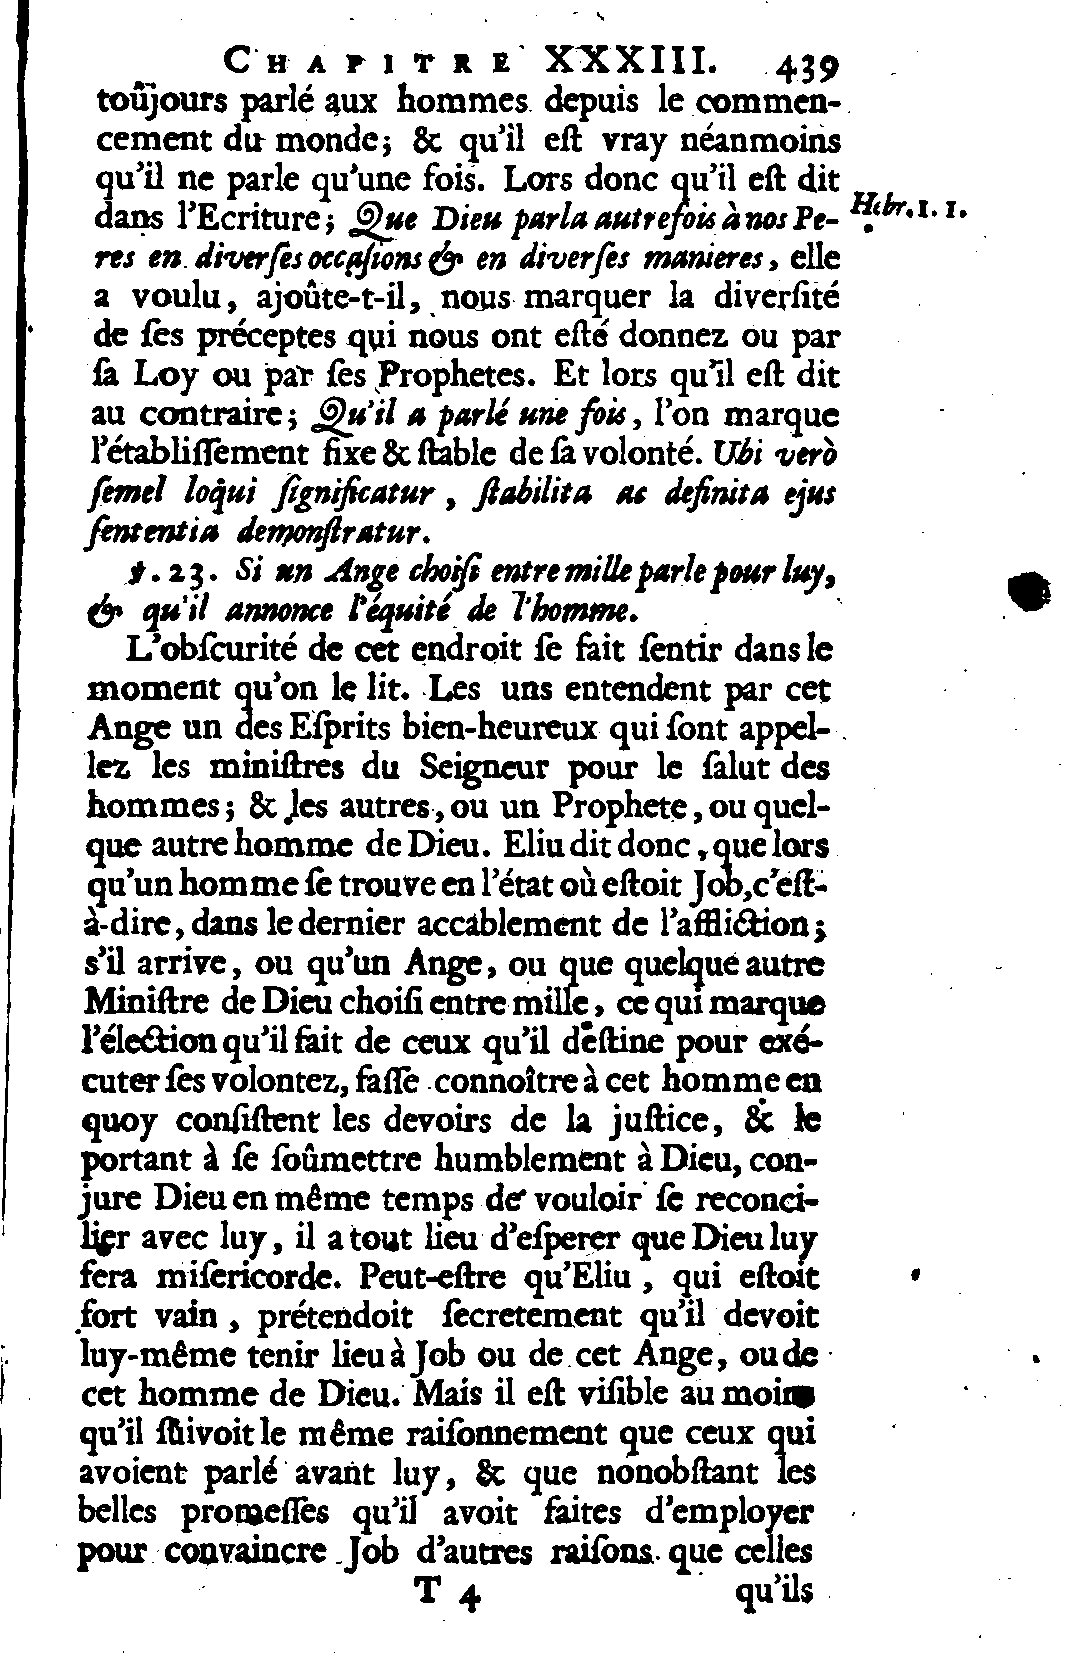 CHAPITRE XXXIII. 439
toûjours parlé aux hommes depuis le commen-
cement du monde; & qu'il eſt vray néanmoins
qu'il ne parle qu'une fois. Lors donc qu'il eſt dit
dans l'Ecriture; Que Dieu parla autrefois à nos Pe-
Hebr. 1. 1.
res en diverſes occaſions & en diverſes manieres, elle
a voulu, ajoûte-t-il, nous marquer la diverſité
de ſes préceptes qui nous ont eſté donnez ou par
ſa Loy ou par ſes Prophetes. Et lors qu'il eſt dit
au contraire; Qu'il a parlé une fois, l'on marque
l'établiſſement fixe & ſtable de ſa volonté. Ubi verò
ſemel loqui ſignificatur, ſtabilita ac definita ejus
ſententia demonſtratur.
℣. 23. Si un Ange choiſi entre mille parle pour luy,
& qu'il annonce l'équité de l'homme.
L'obſcurité de cet endroit ſe fait ſentir dans le
moment qu'on le lit. Les uns entendent par cet
Ange un des Eſprits bien-heureux qui ſont appel-
lez les miniſtres du Seigneur pour le ſalut des
hommes; & les autres, ou un Prophete, ou quel-
que autre homme de Dieu. Eliu dit donc, que lors
qu'un homme ſe trouve en l'état où eſtoit Job, c'eſt-
à-dire, dans le dernier accablement de l'affliction;
s'il arrive, ou qu'un Ange, ou que quelque autre
Miniſtre de Dieu choiſi entre mille, ce qui marque
l'élection qu'il fait de ceux qu'il deſtine pour exé-
cuter ſes volontez, faſſe connoître à cet homme en
quoy conſiſtent les devoirs de la juſtice, & le
portant à ſe ſoûmettre humblement à Dieu, con-
jure Dieu en même temps de vouloir ſe reconci-
lier avec luy, il a tout lieu d'eſperer que Dieu luy
fera miſericorde. Peut-eſtre qu'Eliu, qui eſtoit
fort vain, prétendoit ſecretement qu'il devoit
luy-même tenir lieu à Job ou de cet Ange, ou de
cet homme de Dieu. Mais il eſt viſible au moins
qu'il ſuivoit le même raiſonnement que ceux qui
avoient parlé avant luy, & que nonobſtant les
belles promeſſes qu'il avoit faites d'employer
pour convaincre Job d'autres raiſons que celles
T 4 qu'ils